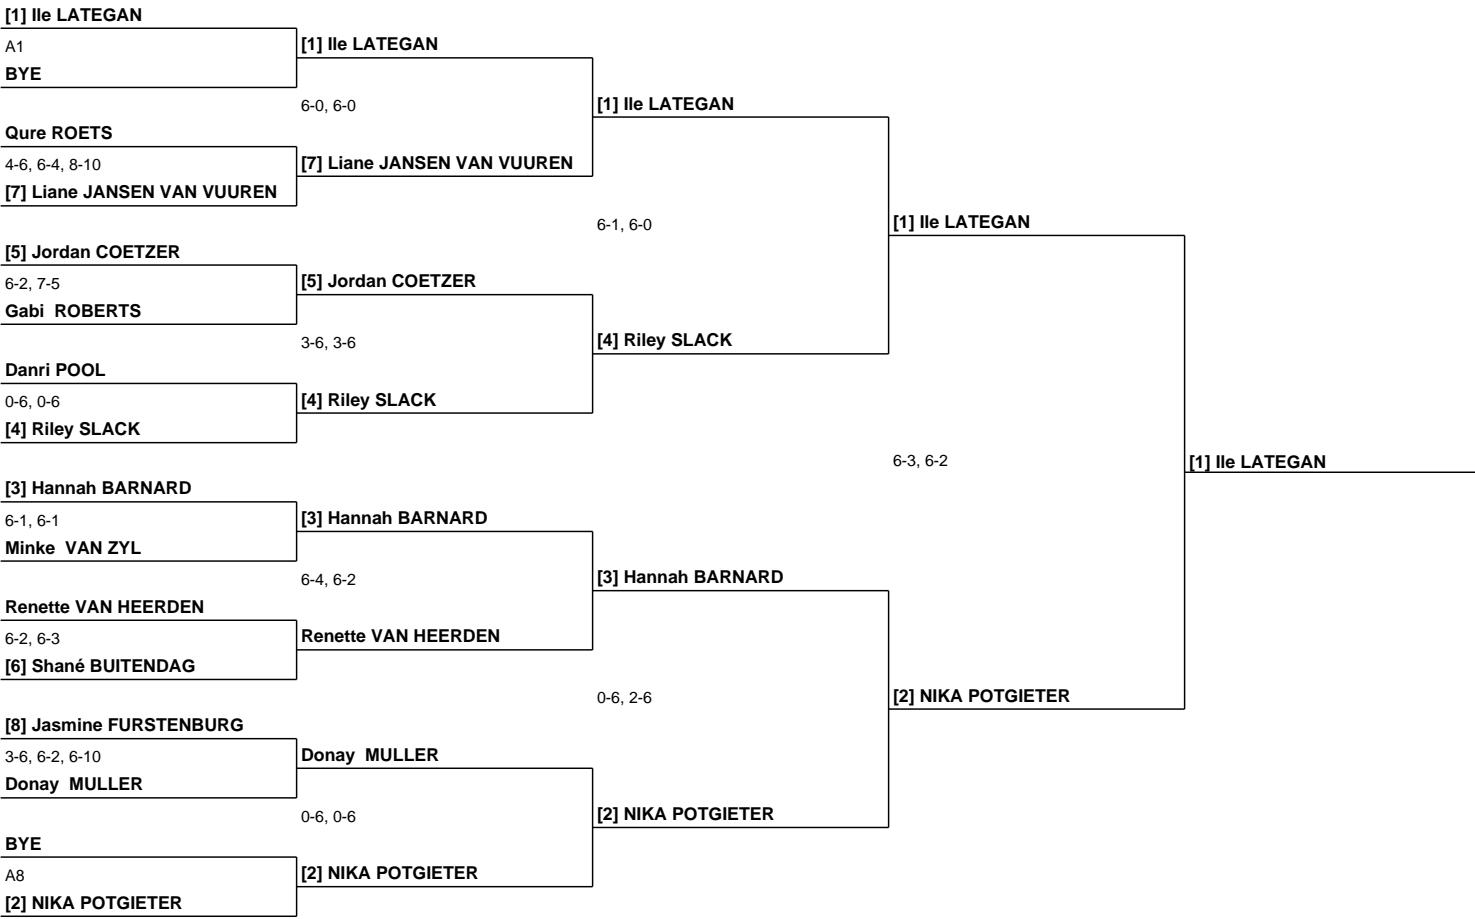 [1] Ile LATEGAN
A1
BYE
Qure ROETS
4-6, 6-4, 8-10
[7] Liane JANSEN VAN VUUREN
[5] Jordan COETZER
6-2, 7-5
Gabi  ROBERTS
Danri POOL
0-6, 0-6
[4] Riley SLACK
[3] Hannah BARNARD
6-1, 6-1
Minke  VAN ZYL
Renette VAN HEERDEN
6-2, 6-3
[6] Shané BUITENDAG
[8] Jasmine FURSTENBURG
3-6, 6-2, 6-10
Donay  MULLER
BYE
A8
[2] NIKA POTGIETER
[1] Ile LATEGAN
6-0, 6-0
[7] Liane JANSEN VAN VUUREN
[5] Jordan COETZER
3-6, 3-6
[4] Riley SLACK
[3] Hannah BARNARD
6-4, 6-2
Renette VAN HEERDEN
Donay  MULLER
0-6, 0-6
[2] NIKA POTGIETER
[1] Ile LATEGAN
6-1, 6-0
[4] Riley SLACK
[3] Hannah BARNARD
0-6, 2-6
[2] NIKA POTGIETER
[1] Ile LATEGAN
6-3, 6-2
[2] NIKA POTGIETER
[1] Ile LATEGAN